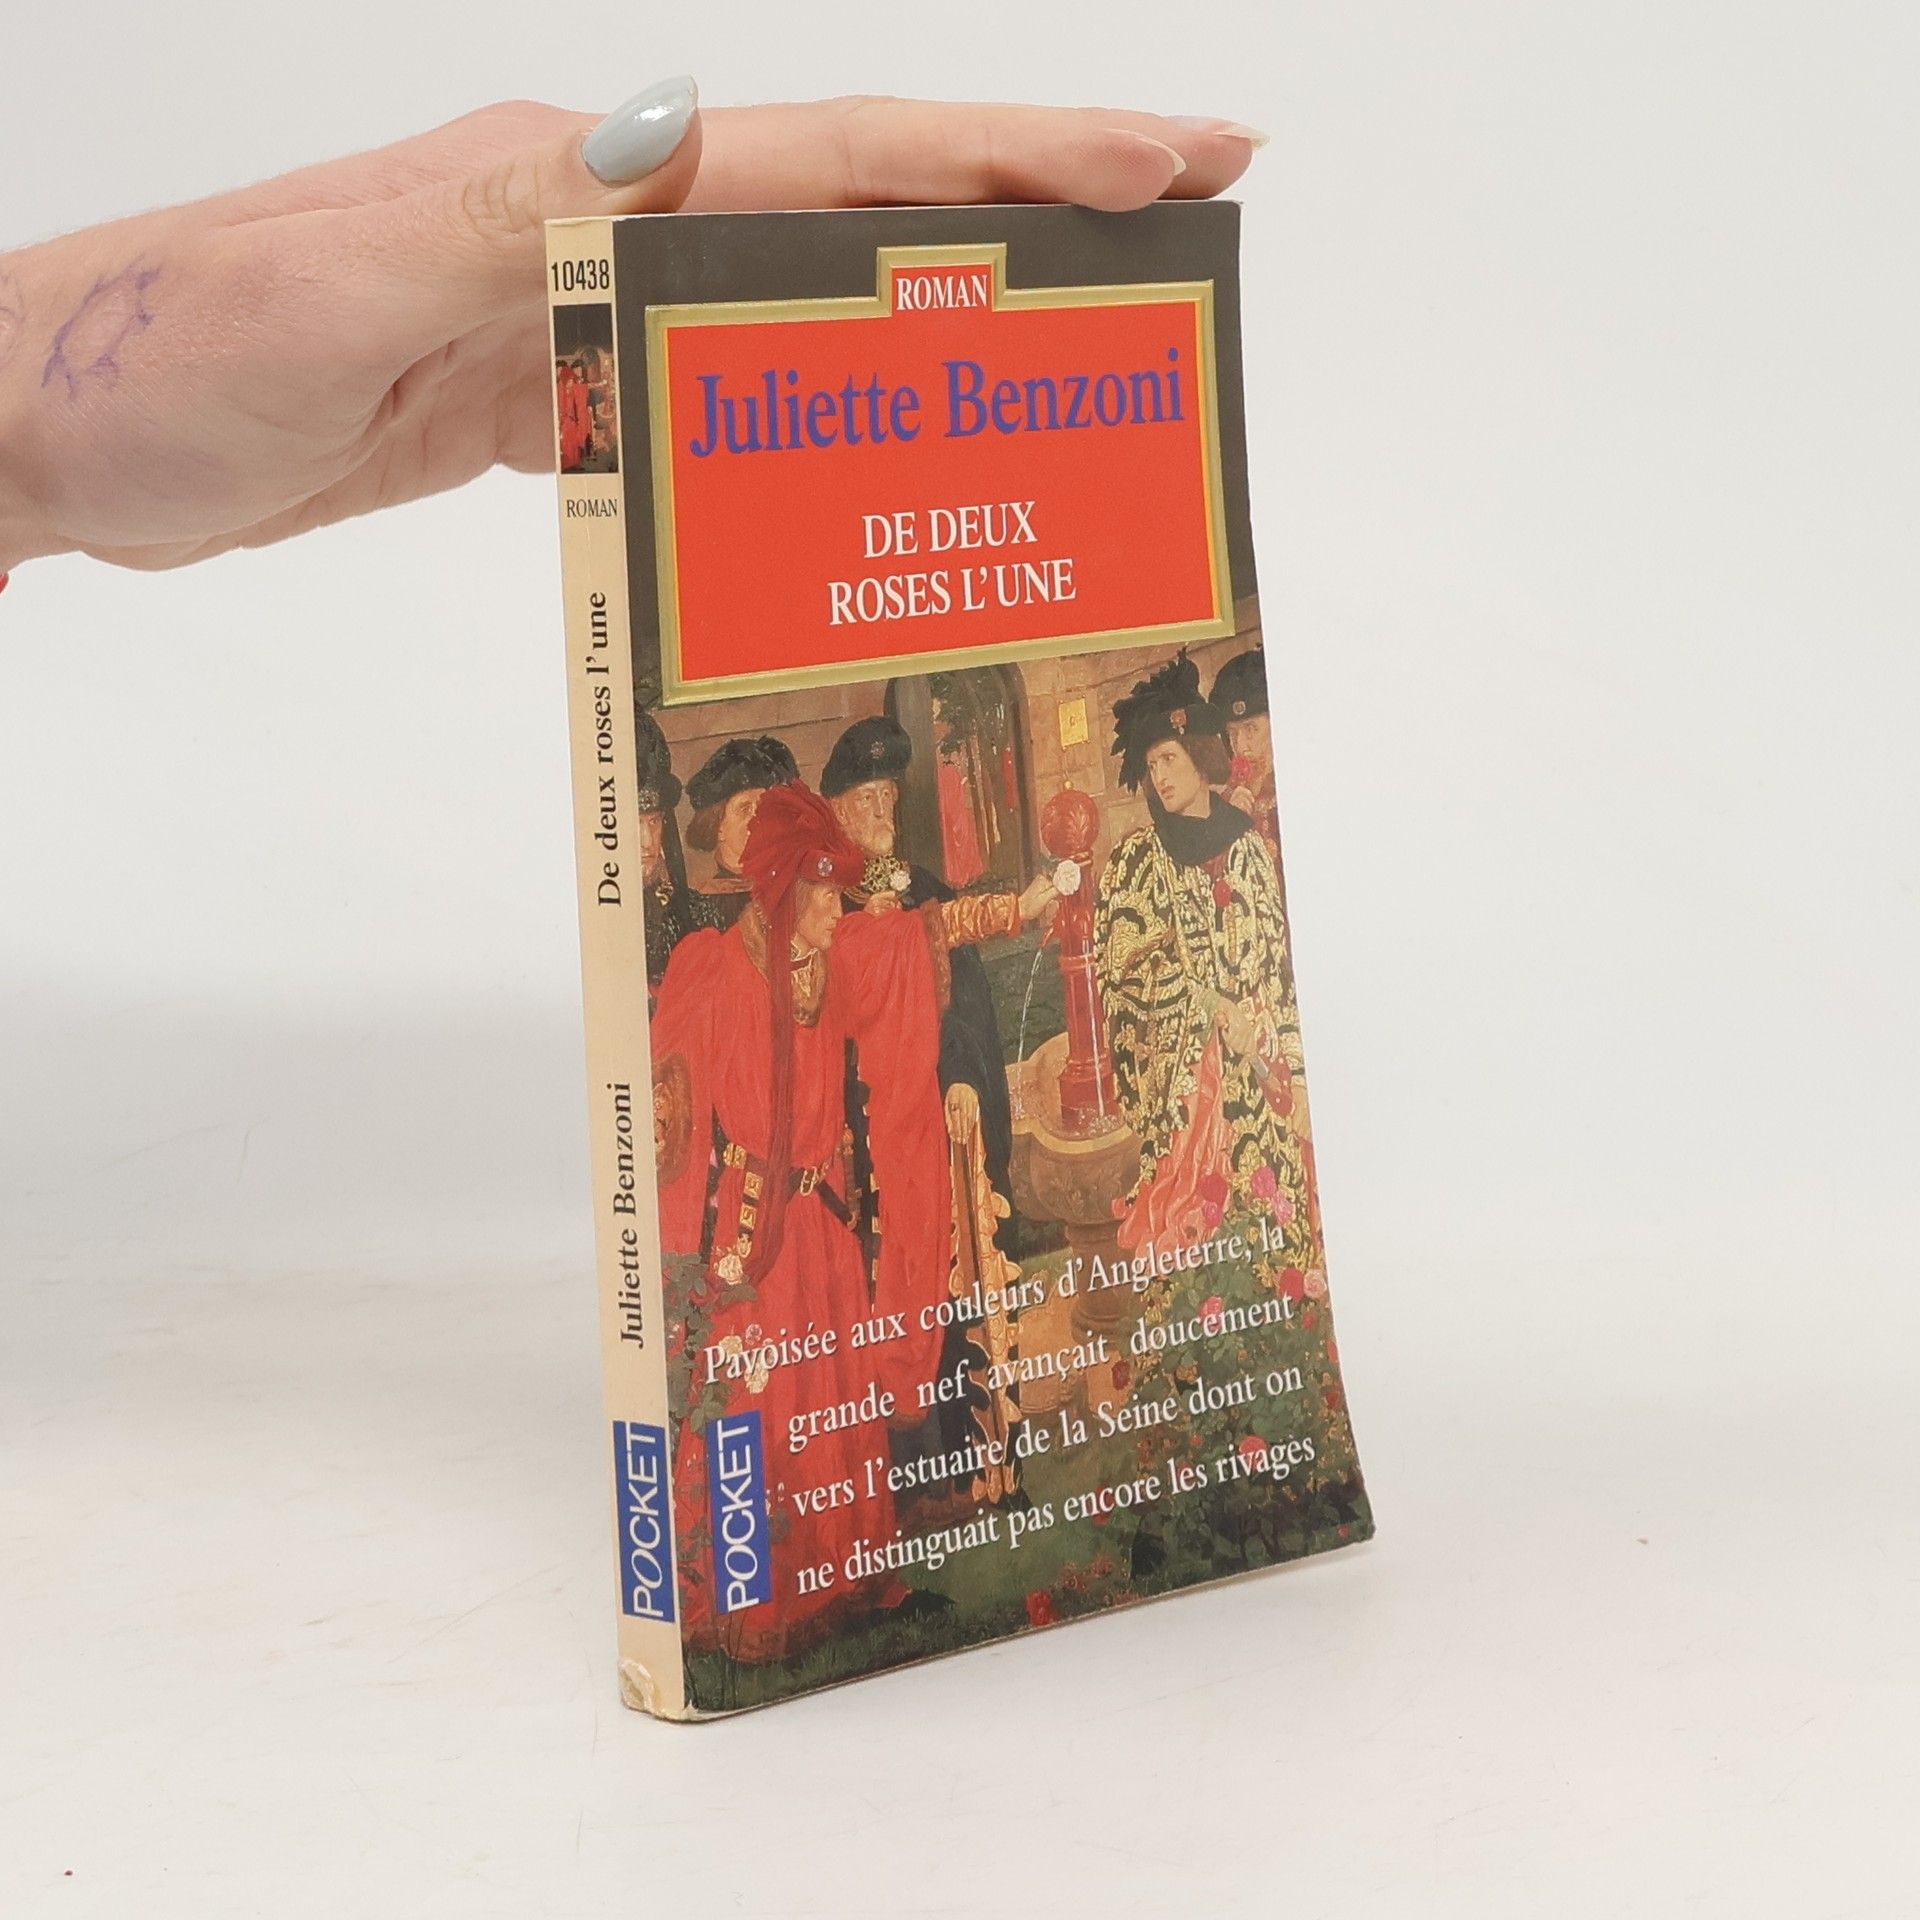 10438
ROMAN
De deux roses l'une
Juliette Benzoni
POCKET
ROMAN
Juliette Benzoni
DE DEUX
ROSES L'UNE
Pavoisée aux couleurs d'Angleterre, la
grande nef avançait doucement
vers l'estuaire de la Seine dont on
ne distinguait pas encore les rivages
POCKET